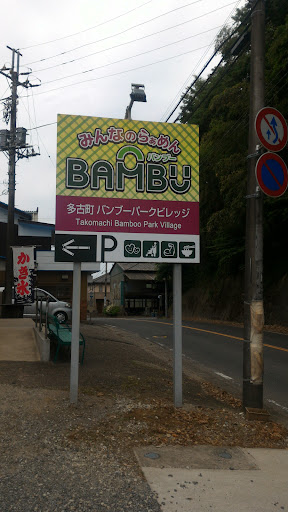 みんなのらぁめん
バンブー
BAMBU
多古町 バンブーパークビレッジ
Takomachi Bamboo Park Village
P
かき氷